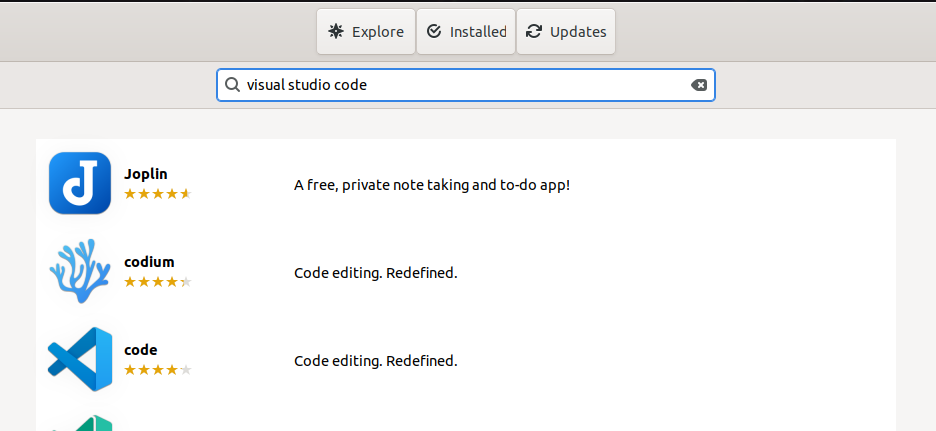 Explore Installed Updates
visual studio code
Joplin
A free, private note taking and to-do app!
codium
Code editing. Redefined.
code
Code editing. Redefined.